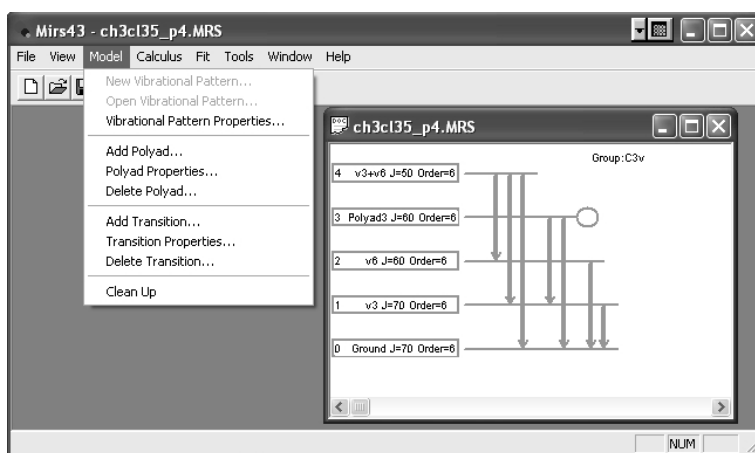 Mirs43 - ch3cl35_p4.MRS
File View Model Calculus Fit Tools Window Help
New Vibrational Pattern...
Open Vibrational Pattern...
Vibrational Pattern Properties...
Add Polyad...
Polyad Properties...
Delete Polyad...
Add Transition...
Transition Properties...
Delete Transition...
Clean Up
ch3cl35_p4.MRS
Group:C3v
4 v3+v6 J=50 Order=6
3 Polyad3 J=60 Order=6
2 v6 J=60 Order=6
1 v3 J=70 Order=6
0 Ground J=70 Order=6
NUM